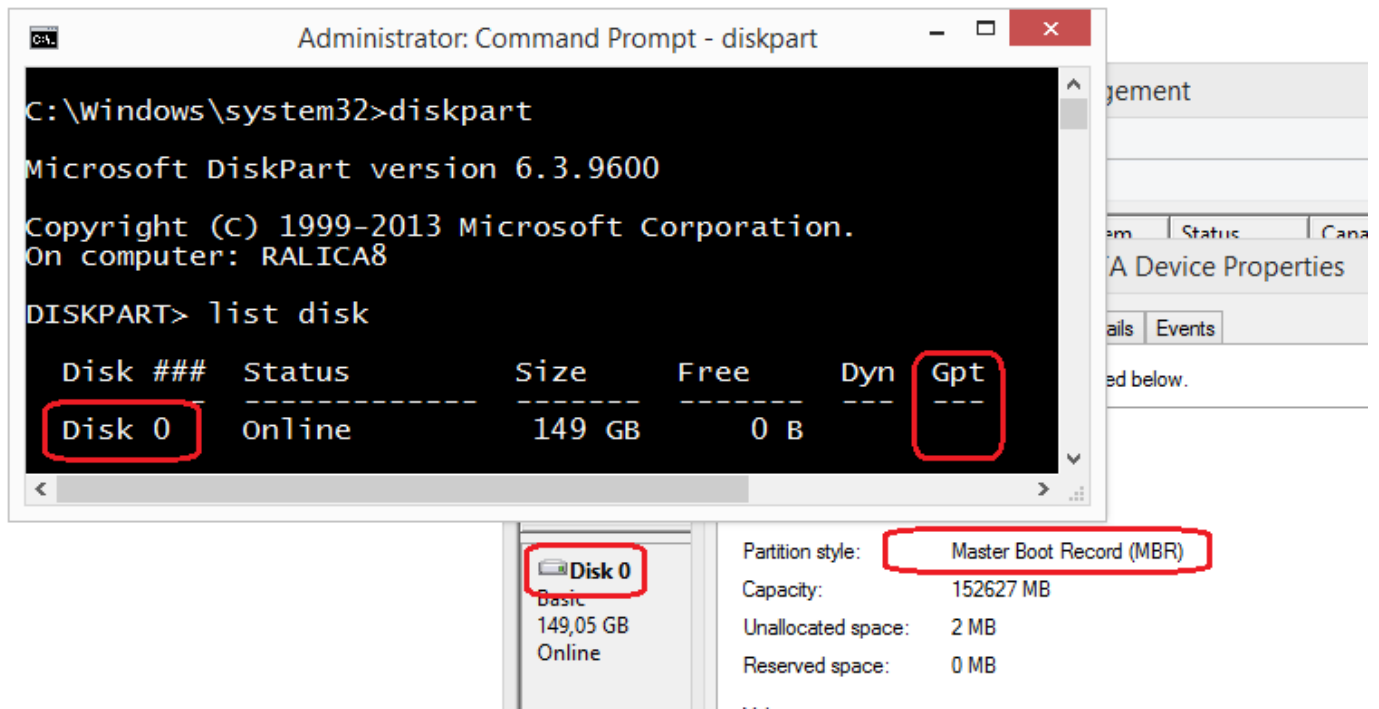 Administrator: Command Prompt - diskpart
C:\Windows\system32>diskpart
Microsoft DiskPart version 6.3.9600
Copyright (C) 1999-2013 Microsoft Corporation.
On computer: RALICA8
DISKPART> list disk
Disk ### Status Size Free Dyn Gpt
-------- ------------- ------- ------- --- ---
Disk 0 Online 149 GB 0 B
gement
em Status Capa
A Device Properties
ails Events
ed below.
Disk 0
Basic
149,05 GB
Online
Partition style: Master Boot Record (MBR)
Capacity: 152627 MB
Unallocated space: 2 MB
Reserved space: 0 MB